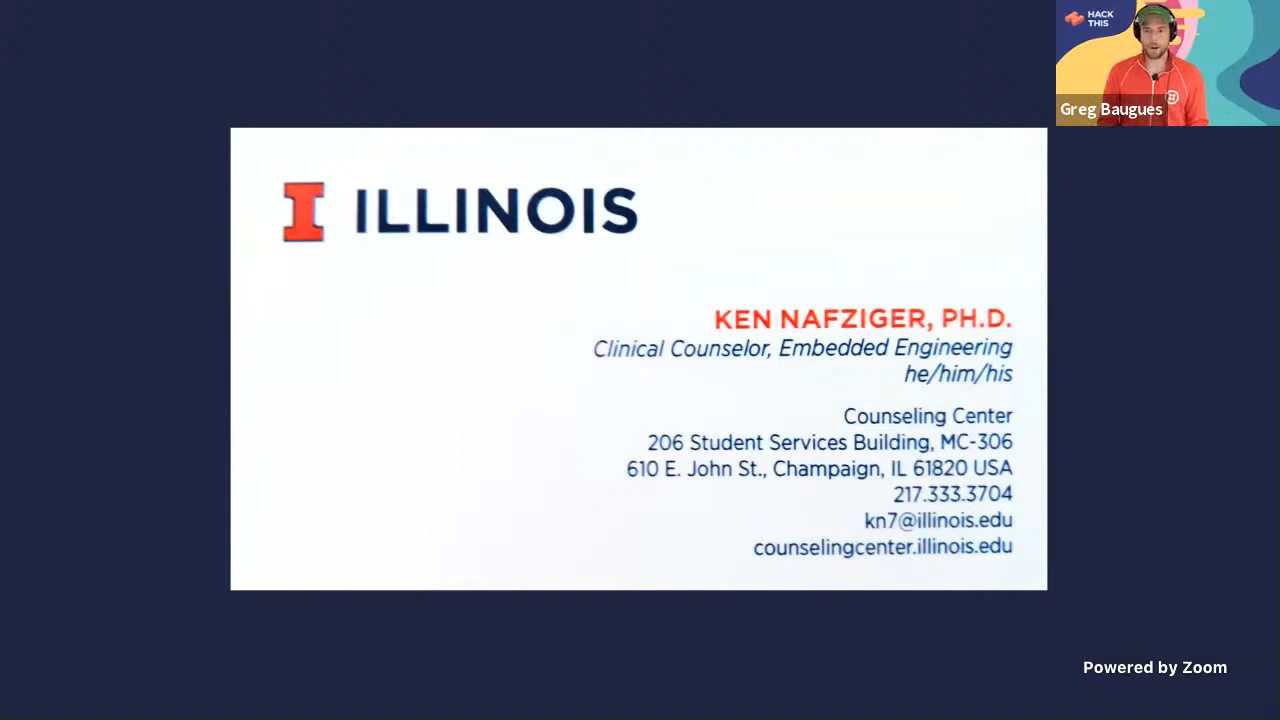 HACK
THIS
Greg Baugues
ILLINOIS
KEN NAFZIGER, PH.D.
Clinical Counselor, Embedded Engineering
he/him/his
Counseling Center
206 Student Services Building, MC-306
610 E. John St., Champaign, IL 61820 USA
217.333.3704
kn7@illinois.edu
counselingcenter.illinois.edu
Powered by Zoom